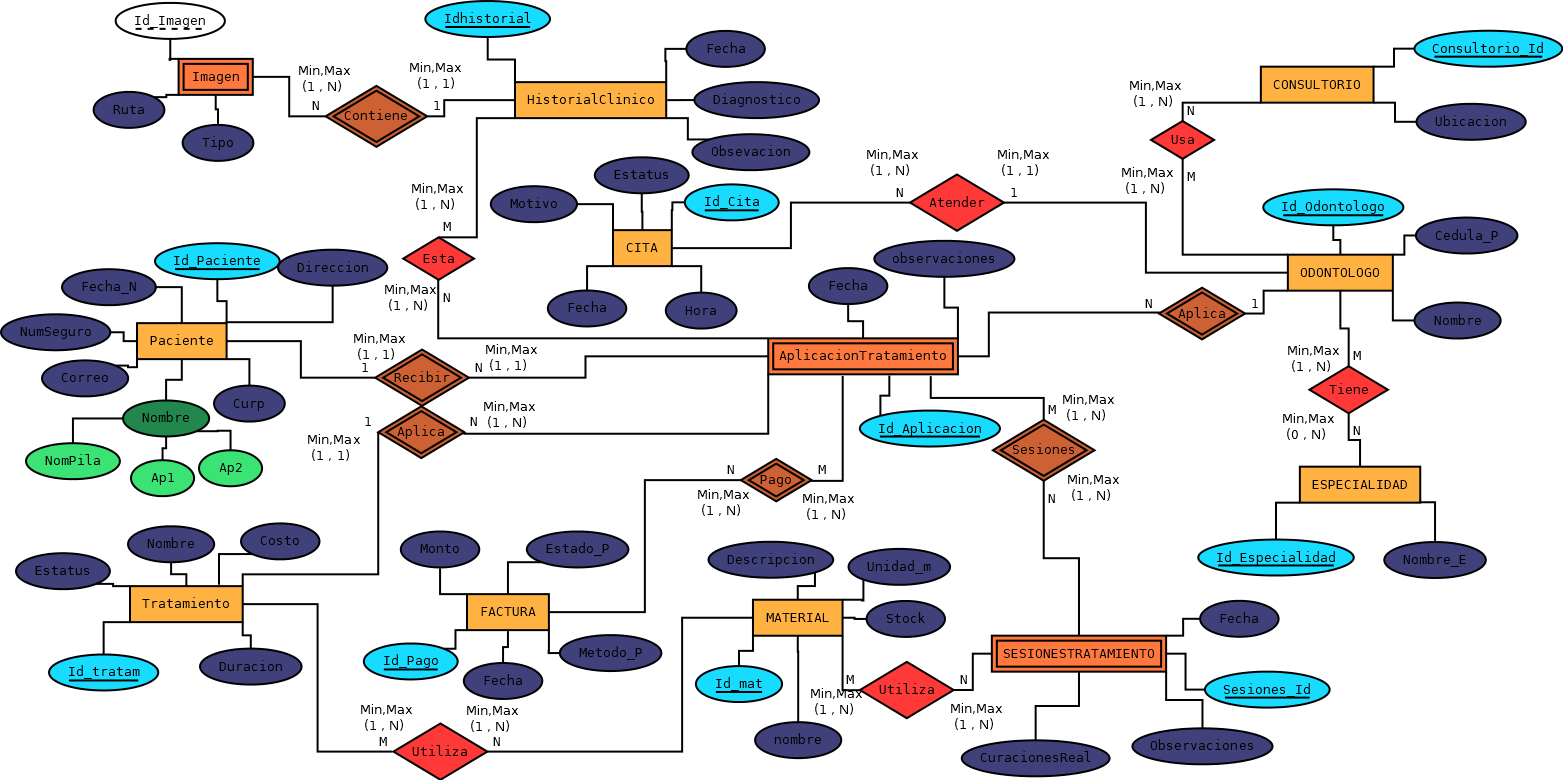 Id_Imagen
Idhistorial
Imagen
Min,Max
(1 , N)
N
Contiene
Min,Max
(1 , 1)
1
HistorialClinico
Fecha
Diagnostico
Obsevacion
Ruta
Tipo
Consultorio_Id
CONSULTORIO
Ubicacion
Min,Max
(1 , N)
N
Usa
Min,Max
(1 , N)
M
Min,Max
(1 , N)
M
Esta
Min,Max
(1 , N)
N
Motivo
Estatus
Id_Cita
CITA
Fecha
Hora
Min,Max
(1 , N)
N
Atender
Min,Max
(1 , 1)
1
Id_Odontologo
Cedula_P
ODONTOLOGO
Nombre
Id_Paciente
Direccion
Fecha_N
NumSeguro
Paciente
Correo
Curp
Nombre
NomPila
Ap1
Ap2
Min,Max
(1 , 1)
1
Recibir
Min,Max
(1 , 1)
N
Fecha
observaciones
AplicacionTratamiento
Id_Aplicacion
N
Aplica
1
Min,Max
(1 , N)
M
Tiene
Min,Max
(0 , N)
N
1
Min,Max
(1 , 1)
Aplica
N
Min,Max
(1 , N)
Min,Max
(1 , N)
M
Sesiones
Min,Max
(1 , N)
N
ESPECIALIDAD
Id_Especialidad
Nombre_E
N
Min,Max
(1 , N)
Pago
M
Min,Max
(1 , N)
Estatus
Nombre
Costo
Tratamiento
Id_tratam
Duracion
Monto
Estado_P
FACTURA
Id_Pago
Fecha
Metodo_P
Descripcion
Unidad_m
MATERIAL
Stock
Id_mat
nombre
M
Min,Max
(1 , N)
Utiliza
N
Min,Max
(1 , N)
Fecha
SESIONESTRATAMIENTO
Sesiones_Id
CuracionesReal
Observaciones
Min,Max
(1 , N)
M
Utiliza
Min,Max
(1 , N)
N